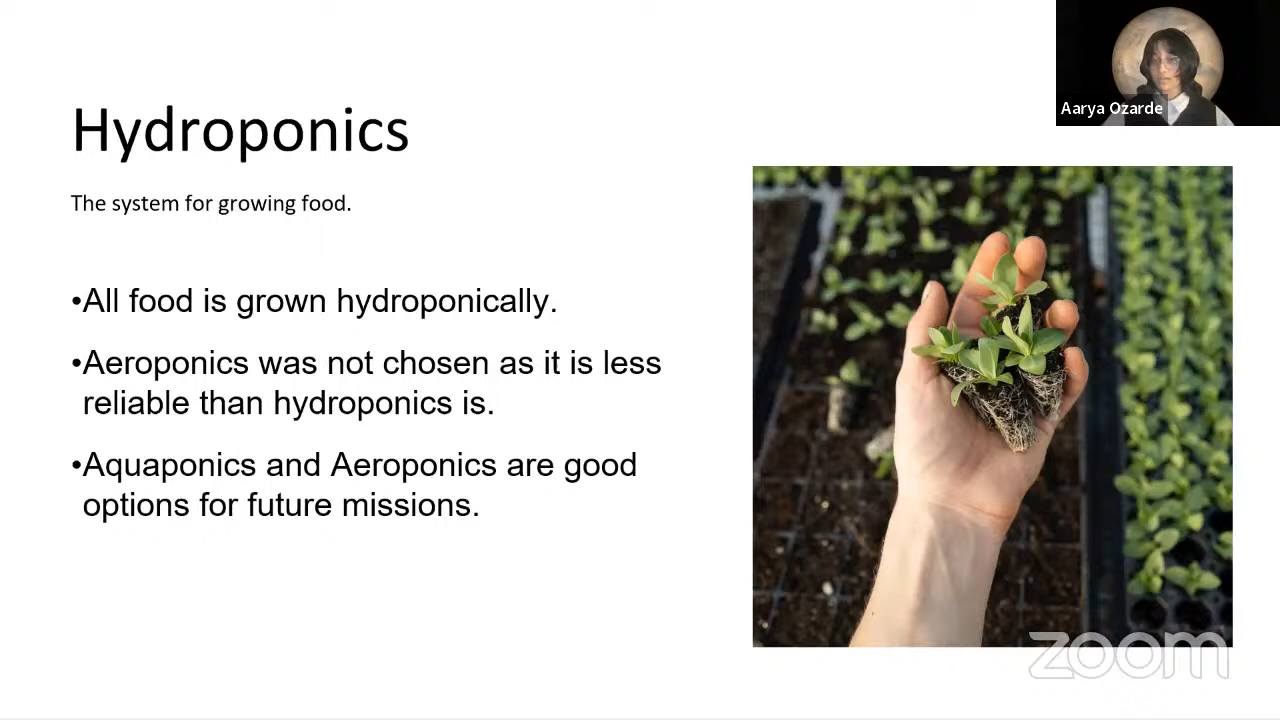 Aarya Ozarde
Hydroponics
The system for growing food.
•All food is grown hydroponically.
•Aeroponics was not chosen as it is less
reliable than hydroponics is.
•Aquaponics and Aeroponics are good
options for future missions.
zoom